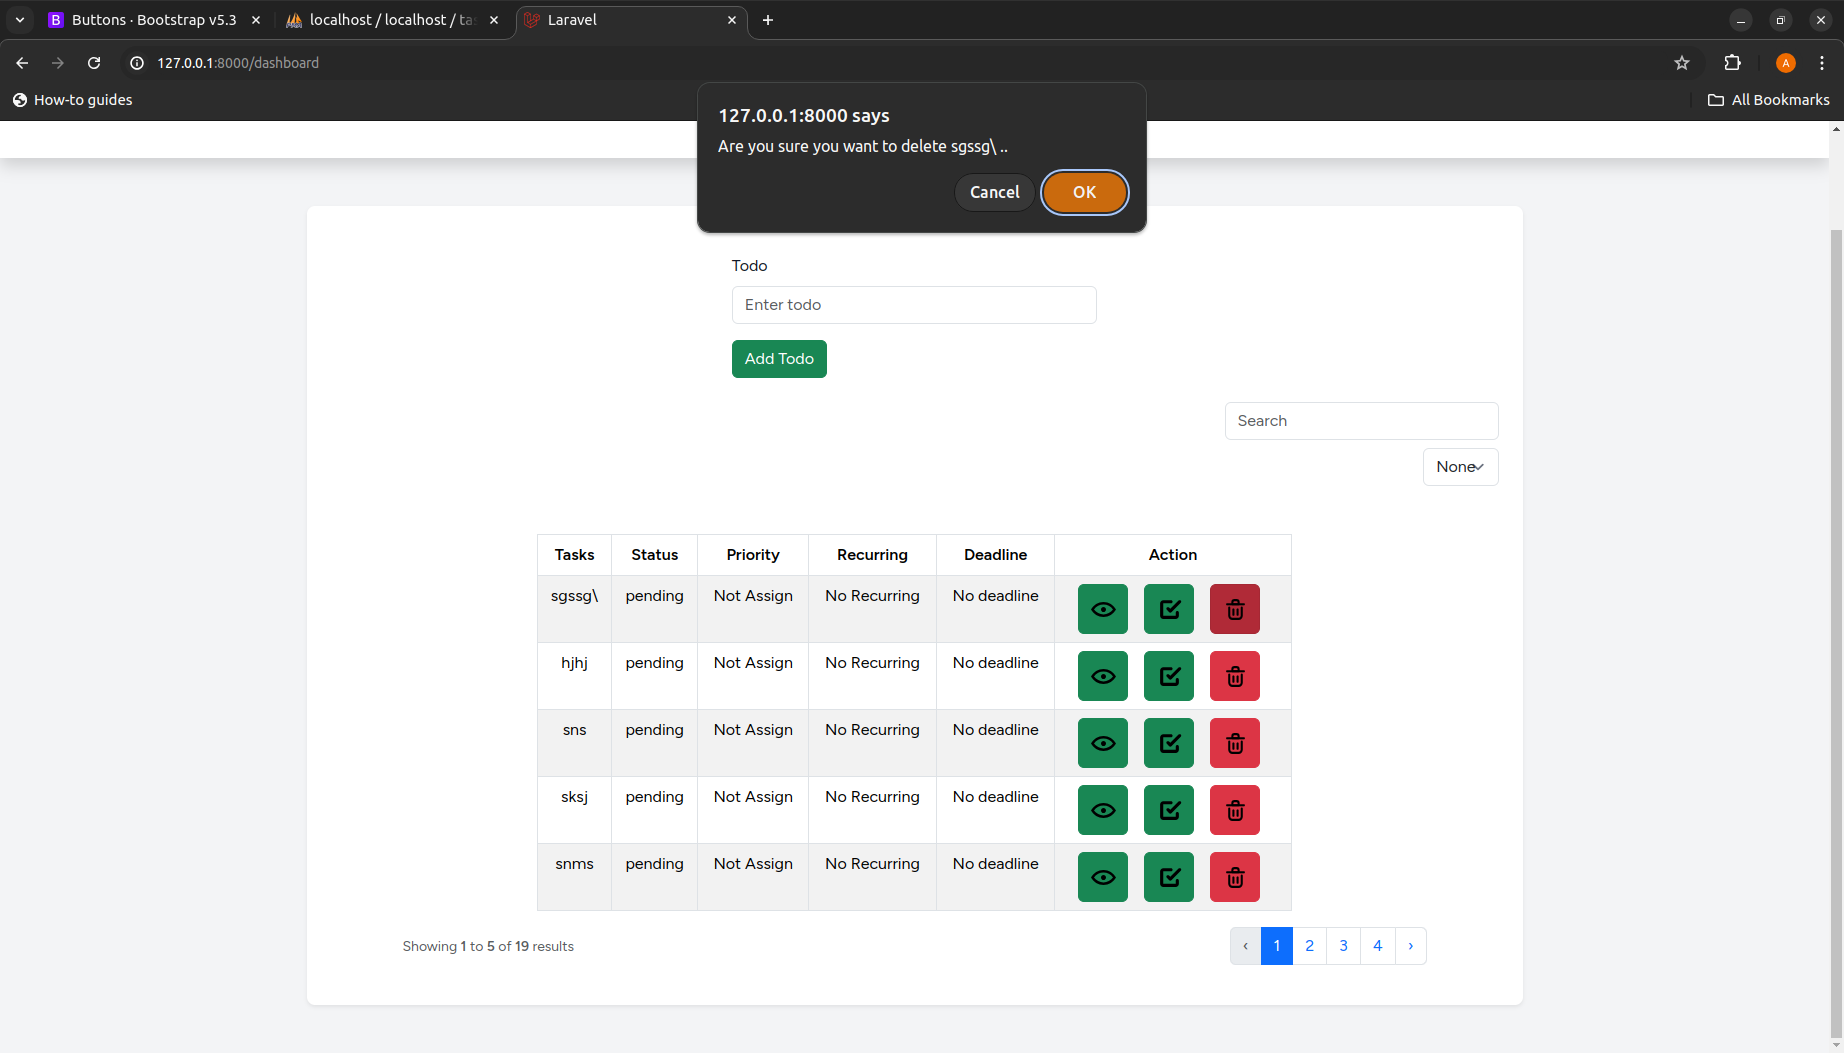 Buttons · Bootstrap v5.3
localhost / localhost / tas
Laravel
127.0.0.1:8000/dashboard
A
How-to guides
All Bookmarks
127.0.0.1:8000 says
Are you sure you want to delete sgssg\ ..
Cancel
OK
Todo
Enter todo
Add Todo
Search
None
Tasks Status Priority Recurring Deadline Action
sgssg\ pending Not Assign No Recurring No deadline
hjhj pending Not Assign No Recurring No deadline
sns pending Not Assign No Recurring No deadline
sksj pending Not Assign No Recurring No deadline
snms pending Not Assign No Recurring No deadline
Showing 1 to 5 of 19 results
‹ 1 2 3 4 ›